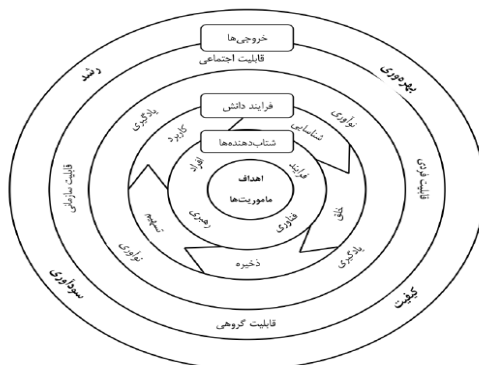 خروجی‌ها
قابلیت اجتماعی
رشد
بهره‌وری
فرایند دانش
یادگیری
نوآوری
کاربرد
شناسایی
شتاب‌دهنده‌ها
افراد
فرایند
اهداف
ماموریت‌ها
قابلیت سازمانی
قابلیت فردی
تسهیم
رهبری
فناوری
خلق
نوآوری
ذخیره
یادگیری
سودآوری
کیفیت
قابلیت گروهی